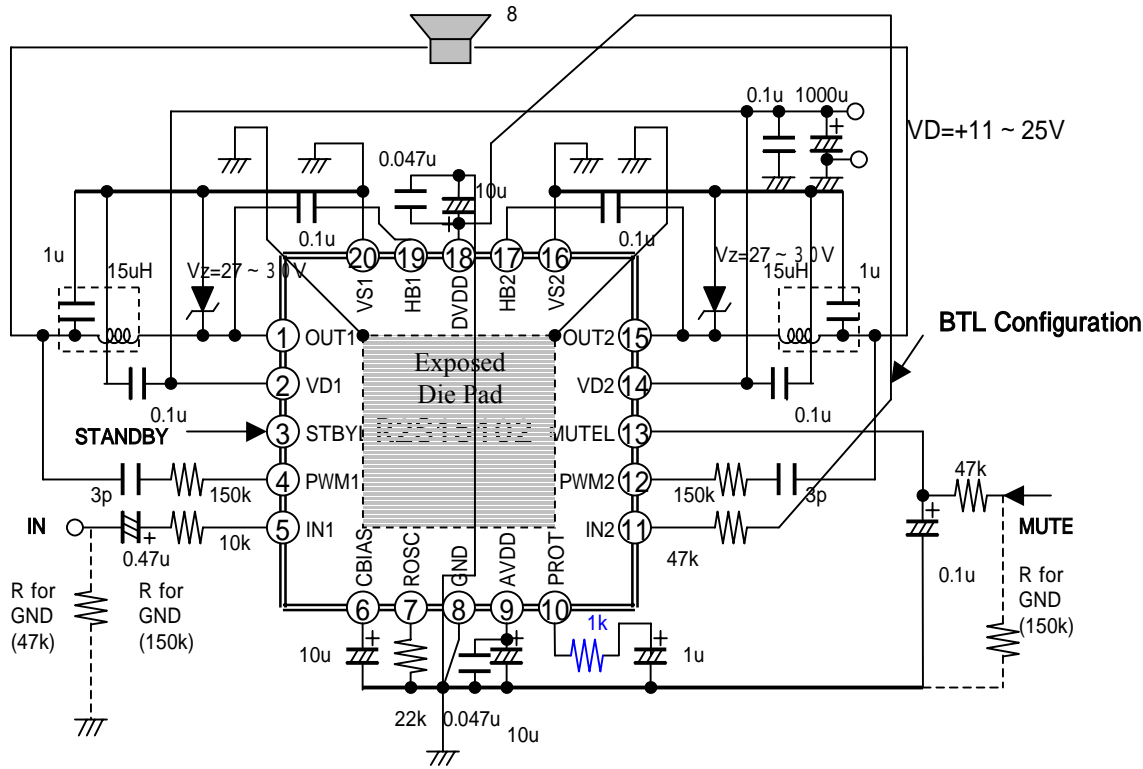 8
0.1u 1000u
VD=+11 ~ 25V
0.047u
10u
0.1u
0.1u
1u
15uH
Vz=27 ~ 30V
Vz=27 ~ 30V
15uH
1u
20
19
18
17
16
VS1
HB1
DVDD
HB2
VS2
1
OUT1
OUT2
15
BTL Configuration
Exposed
Die Pad
2
VD1
VD2
14
0.1u
0.1u
STANDBY
3
STBYL
R2S15102
MUTEL
13
4
PWM1
PWM2
12
3p
150k
150k
3p
47k
IN
5
IN1
IN2
11
MUTE
0.47u
10k
47k
0.1u
CBIAS
ROSC
GND
AVDD
PROT
R for
GND
(47k)
R for
GND
(150k)
R for
GND
(150k)
6
7
8
9
10
1k
10u
1u
22k
0.047u
10u